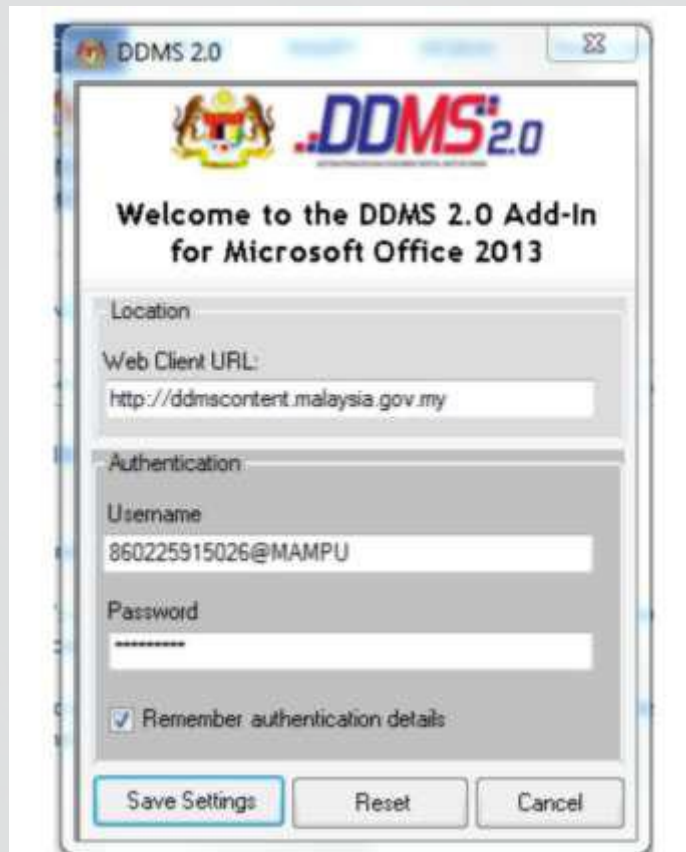 DDMS 2.0
DDMS 2.0
Welcome to the DDMS 2.0 Add-In
for Microsoft Office 2013
Location
Web Client URL:
http://ddmscontent.malaysia.gov.my
Authentication
Username
860225915026@MAMPU
Password
Remember authentication details
Save Settings
Reset
Cancel